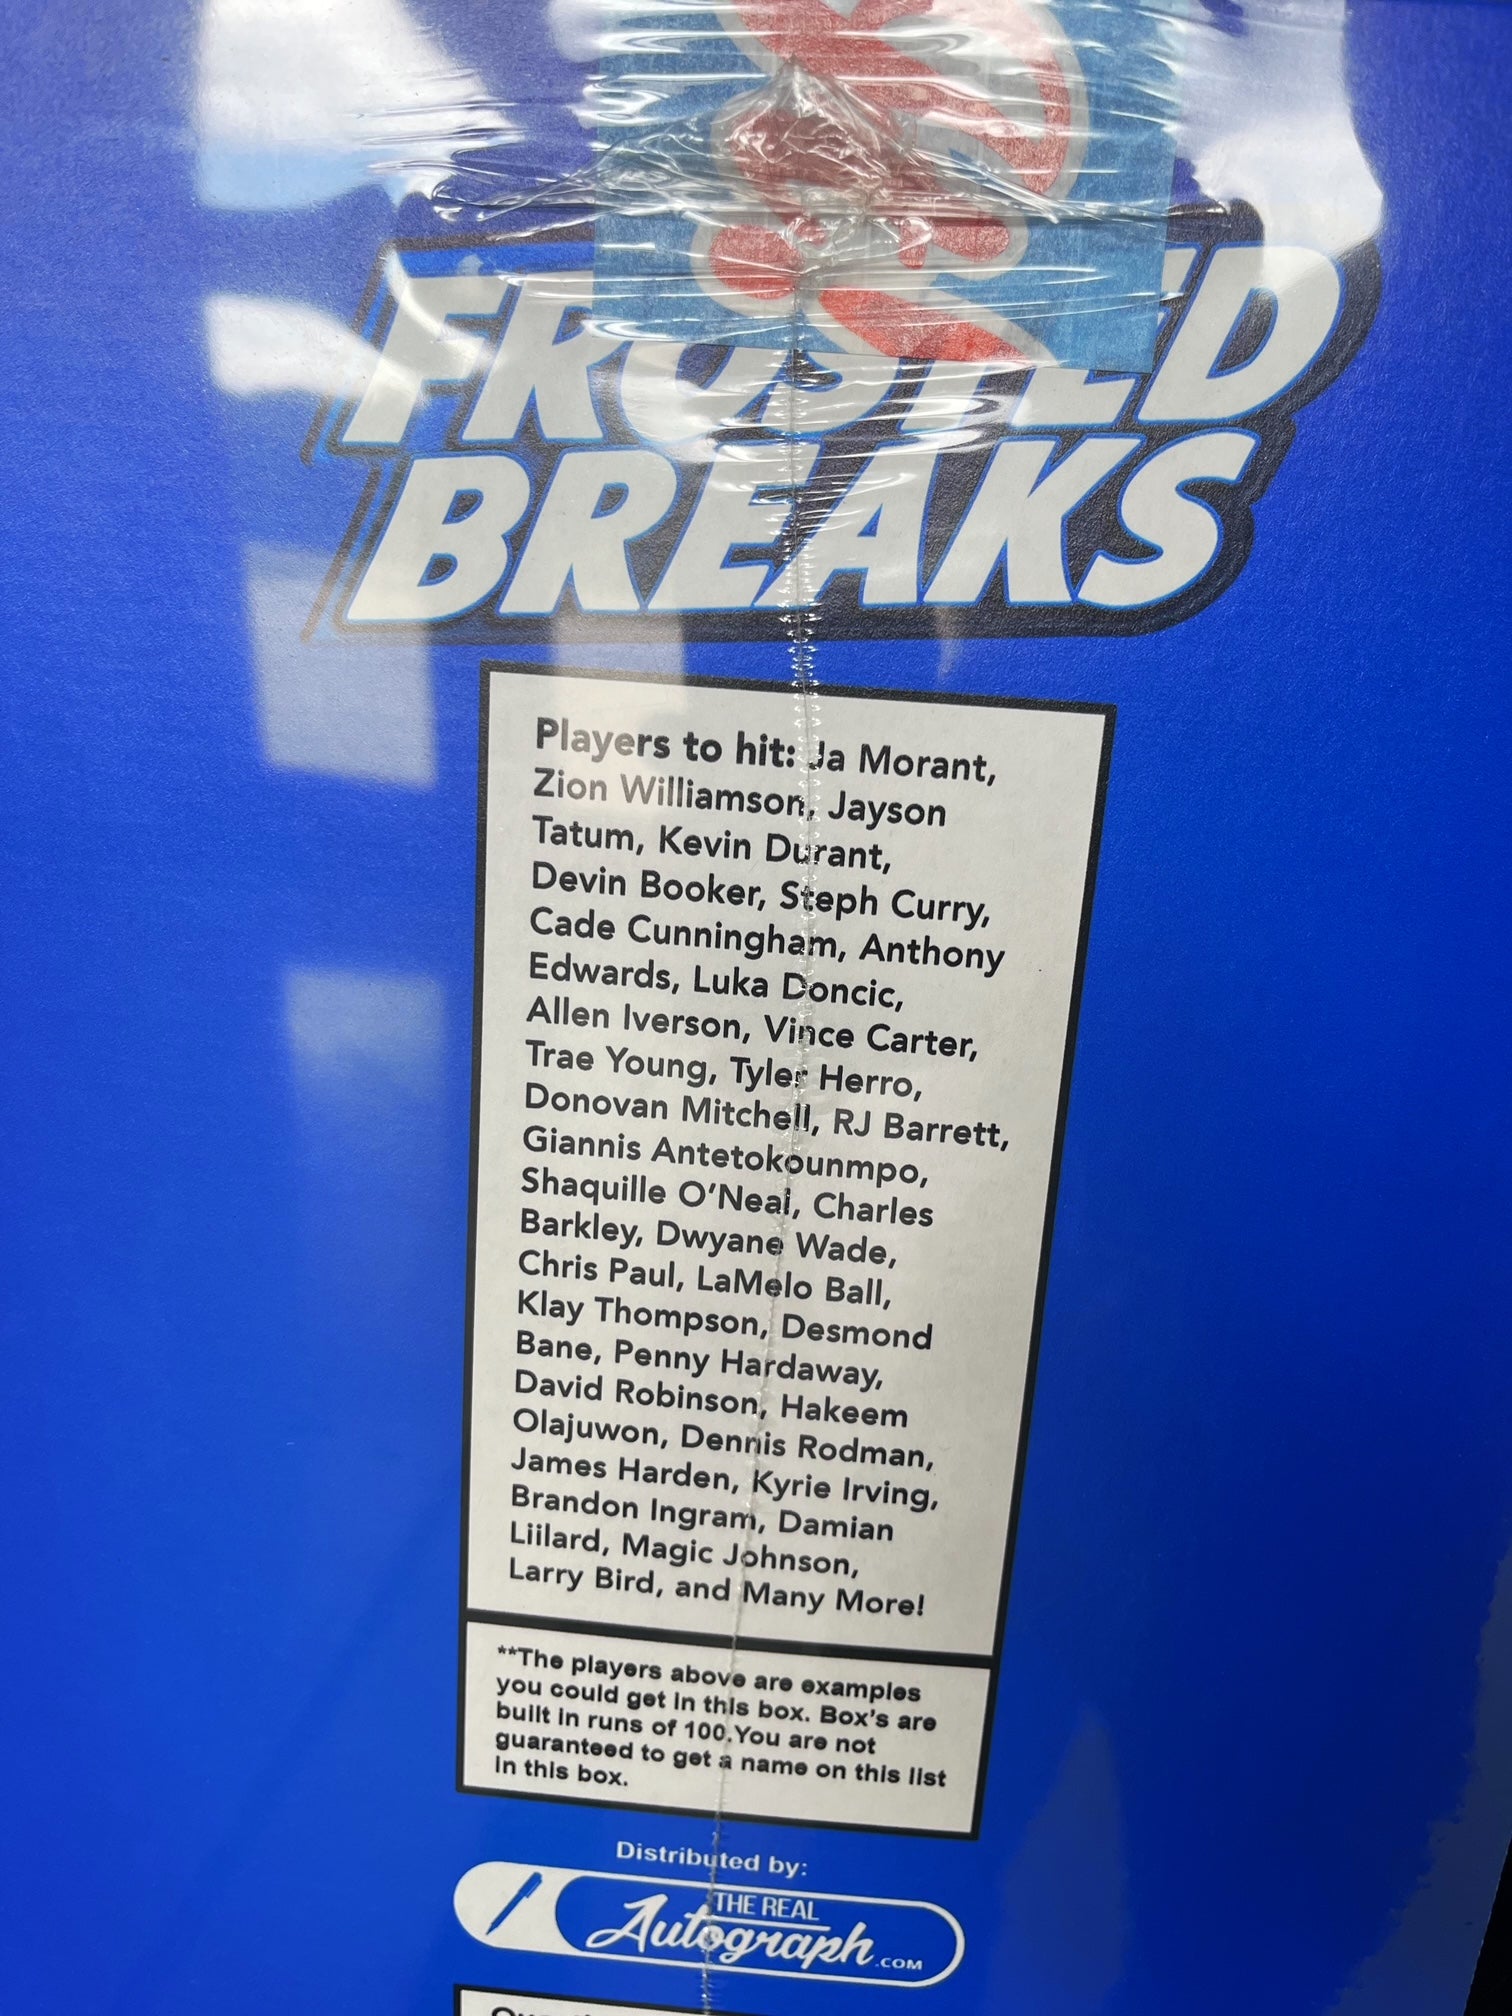 FROSTED
BREAKS
Players to hit: Ja Morant,
Zion Williamson, Jayson
Tatum, Kevin Durant,
Devin Booker, Steph Curry,
Cade Cunningham, Anthony
Edwards, Luka Doncic,
Allen Iverson, Vince Carter,
Trae Young, Tyler Herro,
Donovan Mitchell, RJ Barrett,
Giannis Antetokounmpo,
Shaquille O'Neal, Charles
Barkley, Dwyane Wade,
Chris Paul, LaMelo Ball,
Klay Thompson, Desmond
Bane, Penny Hardaway,
David Robinson, Hakeem
Olajuwon, Dennis Rodman,
James Harden, Kyrie Irving,
Brandon Ingram, Damian
Liilard, Magic Johnson,
Larry Bird, and Many More!
**The players above are examples
you could get in this box. Box's are
built in runs of 100.You are not
guaranteed to get a name on this list
in this box.
Distributed by:
THE REAL
Autograph.COM